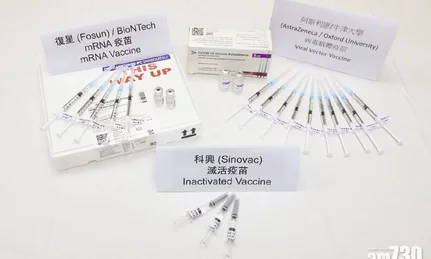 復星 (Fosun) / BioNTech
mRNA 疫苗
mRNA Vaccine
阿斯利康/牛津大學
(AstraZeneca / Oxford University)
病毒載體疫苗
Viral Vector Vaccine
THIS
WAY UP
科興 (Sinovac)
滅活疫苗
Inactivated Vaccine
am730